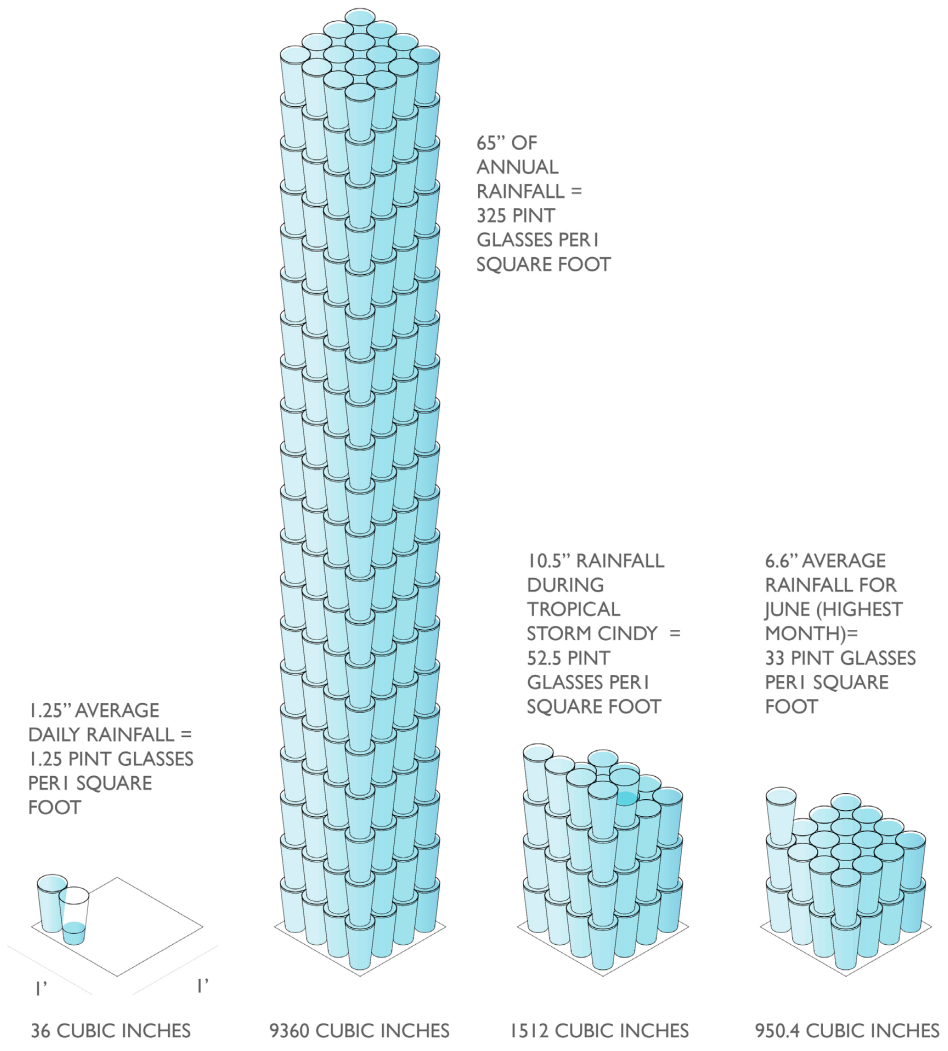 65” OF
ANNUAL
RAINFALL =
325 PINT
GLASSES PER1
SQUARE FOOT
10.5” RAINFALL
DURING
TROPICAL
STORM CINDY =
52.5 PINT
GLASSES PER1
SQUARE FOOT
6.6” AVERAGE
RAINFALL FOR
JUNE (HIGHEST
MONTH)=
33 PINT GLASSES
PER1 SQUARE
FOOT
1.25” AVERAGE
DAILY RAINFALL =
1.25 PINT GLASSES
PER1 SQUARE
FOOT
1’
1’
36 CUBIC INCHES
9360 CUBIC INCHES
1512 CUBIC INCHES
950.4 CUBIC INCHES